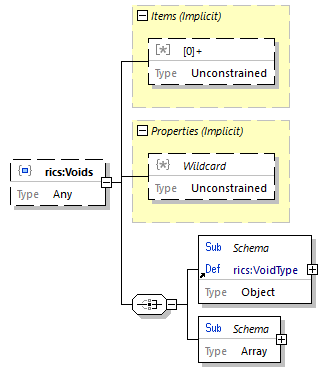 Items (Implicit)
[*] [0]+
Type Unconstrained
Properties (Implicit)
{*} Wildcard
Type Unconstrained
rics:Voids
Type Any
Sub Schema
Def rics:VoidType
Type Object
Sub Schema
Type Array